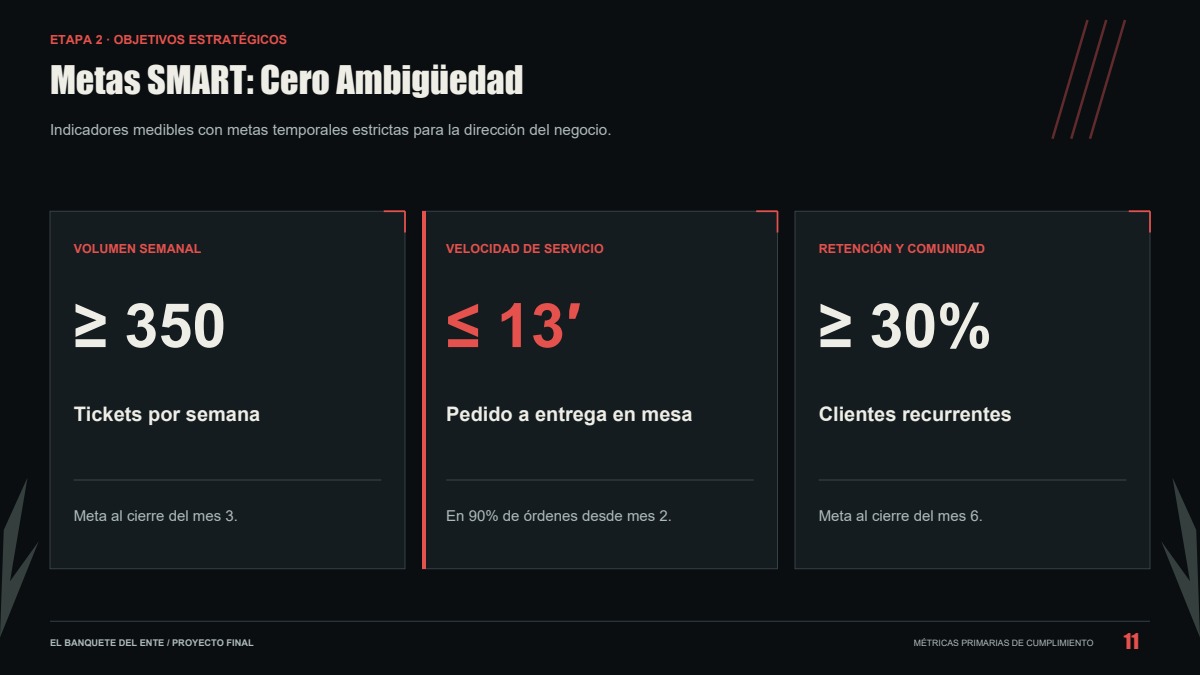 ETAPA 2 · OBJETIVOS ESTRATÉGICOS
Metas SMART: Cero Ambigüedad
Indicadores medibles con metas temporales estrictas para la dirección del negocio.
VOLUMEN SEMANAL
≥ 350
Tickets por semana
Meta al cierre del mes 3.
VELOCIDAD DE SERVICIO
≤ 13′
Pedido a entrega en mesa
En 90% de órdenes desde mes 2.
RETENCIÓN Y COMUNIDAD
≥ 30%
Clientes recurrentes
Meta al cierre del mes 6.
EL BANQUETE DEL ENTE / PROYECTO FINAL
MÉTRICAS PRIMARIAS DE CUMPLIMIENTO
11